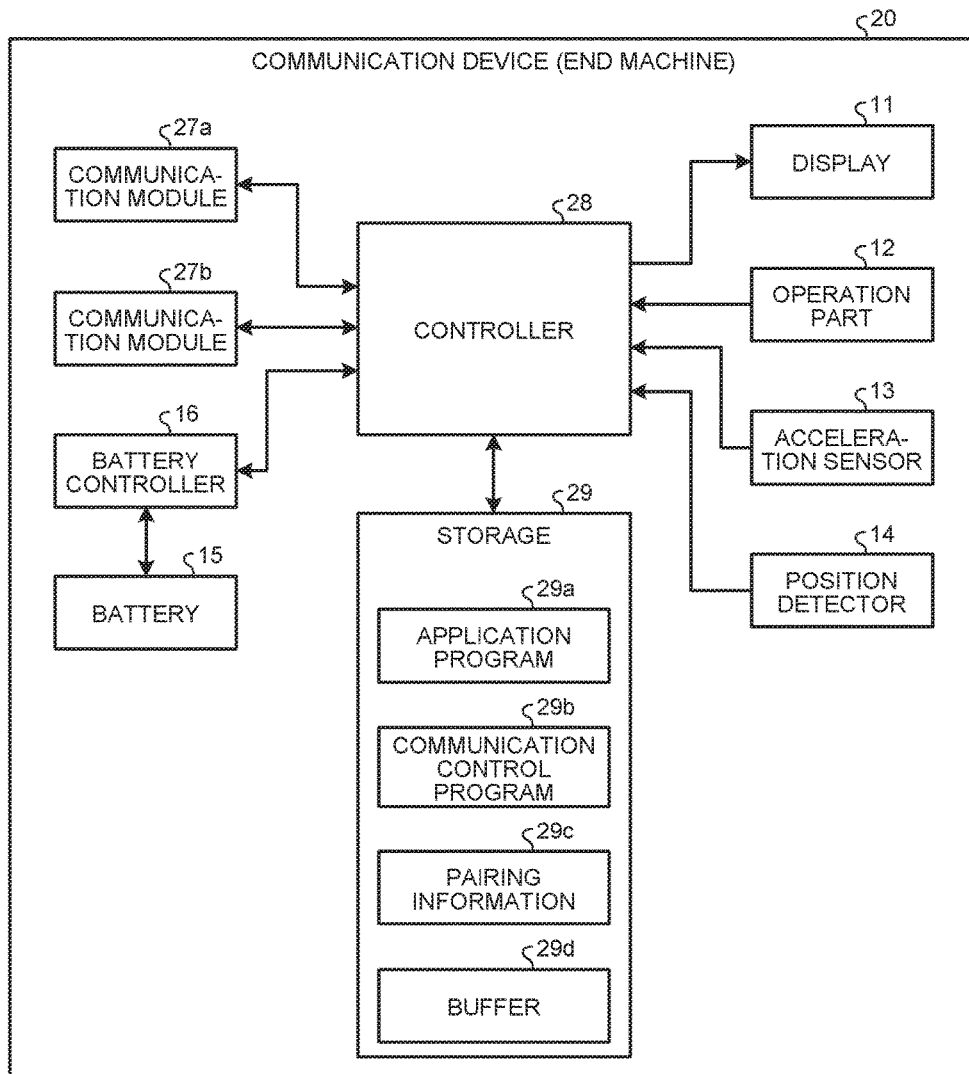 20
COMMUNICATION DEVICE (END MACHINE)
27a
COMMUNICA-
TION MODULE
27b
COMMUNICA-
TION MODULE
16
BATTERY
CONTROLLER
15
BATTERY
28
CONTROLLER
29
STORAGE
29a
APPLICATION
PROGRAM
29b
COMMUNICATION
CONTROL
PROGRAM
29c
PAIRING
INFORMATION
29d
BUFFER
11
DISPLAY
12
OPERATION
PART
13
ACCELERA-
TION SENSOR
14
POSITION
DETECTOR